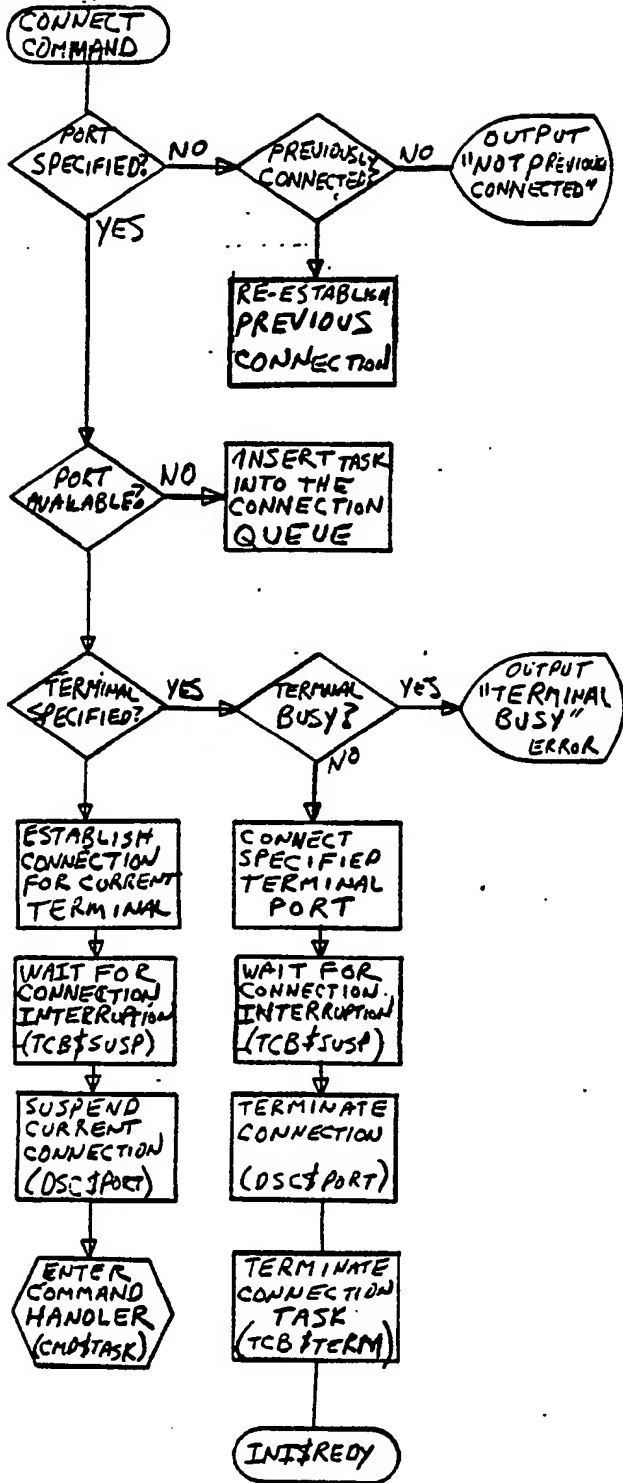 CONNECT
COMMAND
PORT
SPECIFIED?
NO
PREVIOUSLY
CONNECTED?
NO
OUTPUT
"NOT PREVIOUS
CONNECTED"
YES
RE-ESTABLISH
PREVIOUS
CONNECTION
PORT
AVAILABLE?
NO
INSERT TASK
INTO THE
CONNECTION
QUEUE
TERMINAL
SPECIFIED?
YES
TERMINAL
BUSY?
YES
OUTPUT
"TERMINAL
BUSY"
ERROR
NO
ESTABLISH
CONNECTION
FOR CURRENT
TERMINAL
CONNECT
SPECIFIED
TERMINAL
PORT
WAIT FOR
CONNECTION
INTERRUPTION
(TCB$SUSP)
WAIT FOR
CONNECTION
INTERRUPTION
(TCB$SUSP)
SUSPEND
CURRENT
CONNECTION
(DSC$PORT)
TERMINATE
CONNECTION
(DSC$PORT)
ENTER
COMMAND
HANDLER
(CMD$TASK)
TERMINATE
CONNECTION
TASK
(TCB$TERM)
INI$REDY